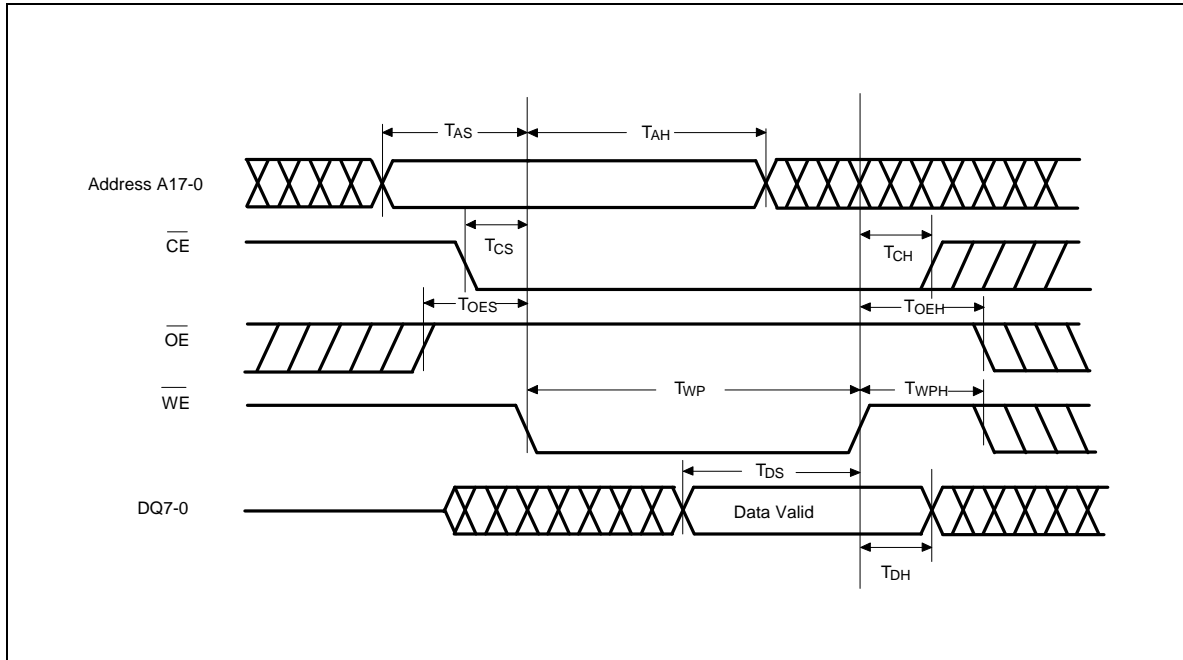 TAS
TAH
Address A17-0
TCS
TCH
CE
TOES
TOEH
OE
TWP
TWPH
WE
TDS
DQ7-0
Data Valid
TDH